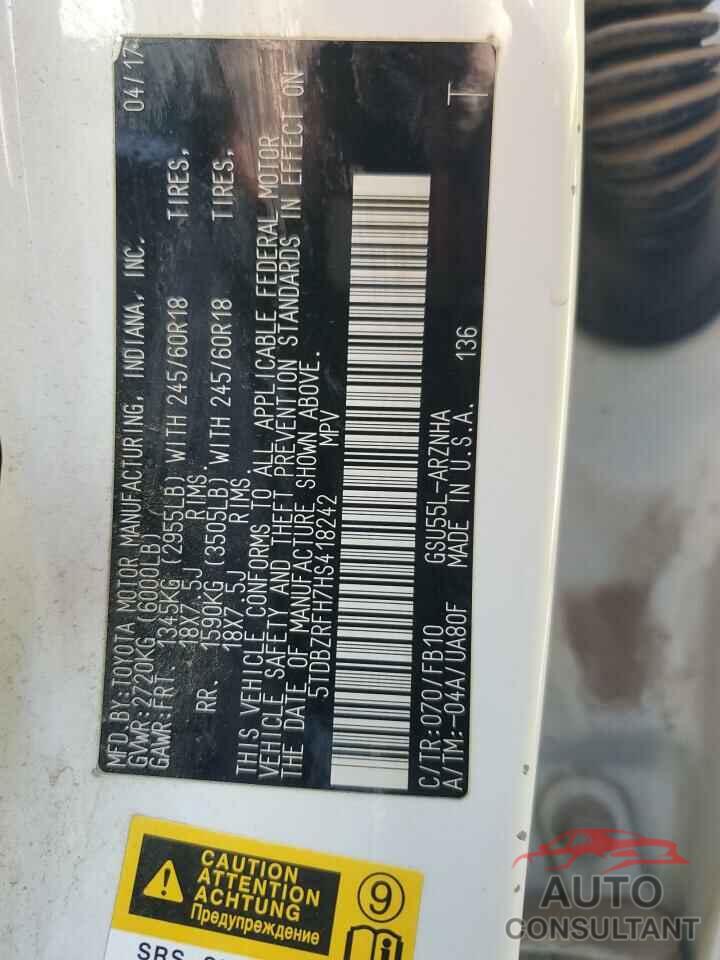 MFD. BY:TOYOTA MOTOR MANUFACTURING, INDIANA, INC. 04/17
GVWR:2720KG (6000LB)
GAWR:FRT. 1345KG (2955LB) WITH 245/60R18 TIRES,
18X7.5J RIMS.
RR. 1590KG (3505LB) WITH 245/60R18 TIRES,
18X7.5J RIMS.
THIS VEHICLE CONFORMS TO ALL APPLICABLE FEDERAL MOTOR
VEHICLE SAFETY AND THEFT PREVENTION STANDARDS IN EFFECT ON
THE DATE OF MANUFACTURE SHOWN ABOVE.
5TDBZRFH7HS418242 MPV
C/TR:070/FB10 GSU55L-ARZNHA 136 T
A/TM:-04A/UA80F MADE IN U.S.A.
CAUTION
ATTENTION
ACHTUNG
Предупреждение
9
SRS
AUTO
CONSULTANT